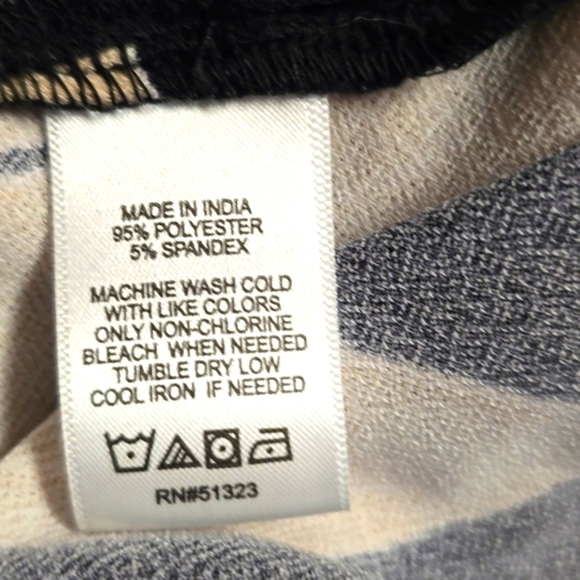 MADE IN INDIA
95% POLYESTER
5% SPANDEX
MACHINE WASH COLD
WITH LIKE COLORS
ONLY NON-CHLORINE
BLEACH WHEN NEEDED
TUMBLE DRY LOW
COOL IRON IF NEEDED
RN#51323